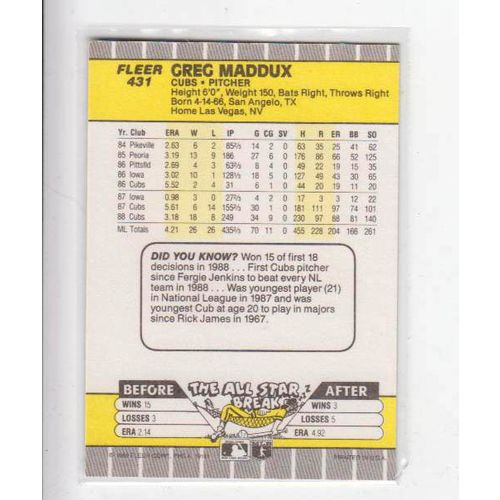 FLEER
431
GREG MADDUX
CUBS • PITCHER
Height 6'0", Weight 150, Bats Right, Throws Right
Born 4-14-66, San Angelo, TX
Home Las Vegas, NV
Yr. Club ERA W L IP G CG SV H R ER BB SO
84 Pikeville 2.63 6 2 85⅔ 14 2 0 63 35 25 41 62
85 Peoria 3.19 13 9 186 27 6 0 176 86 66 52 125
86 Pittsfld 2.69 4 3 63⅔ 8 4 0 49 22 19 15 35
86 Iowa 3.02 10 1 128⅓ 18 6 0 127 49 43 30 65
86 Cubs 5.52 2 4 31 6 1 0 44 20 19 11 20
87 Iowa 0.98 3 0 27⅔ 4 2 0 17 3 3 12 22
87 Cubs 5.61 6 14 155⅔ 30 1 0 181 111 97 74 101
88 Cubs 3.18 18 8 249 34 9 0 230 97 88 81 140
ML Totals 4.21 26 26 435⅔ 70 11 0 455 228 204 166 261
DID YOU KNOW? Won 15 of first 18
decisions in 1988 . . . First Cubs pitcher
since Fergie Jenkins to beat every NL
team in 1988 . . . Was youngest player (21)
in National League in 1987 and was
youngest Cub at age 20 to play in majors
since Rick James in 1967.
BEFORE THE ALL STAR BREAK AFTER
WINS 15 WINS 3
LOSSES 3 LOSSES 5
ERA 2.14 ERA 4.92
FLEER CORP., PHILA.
PRINTED IN U.S.A.